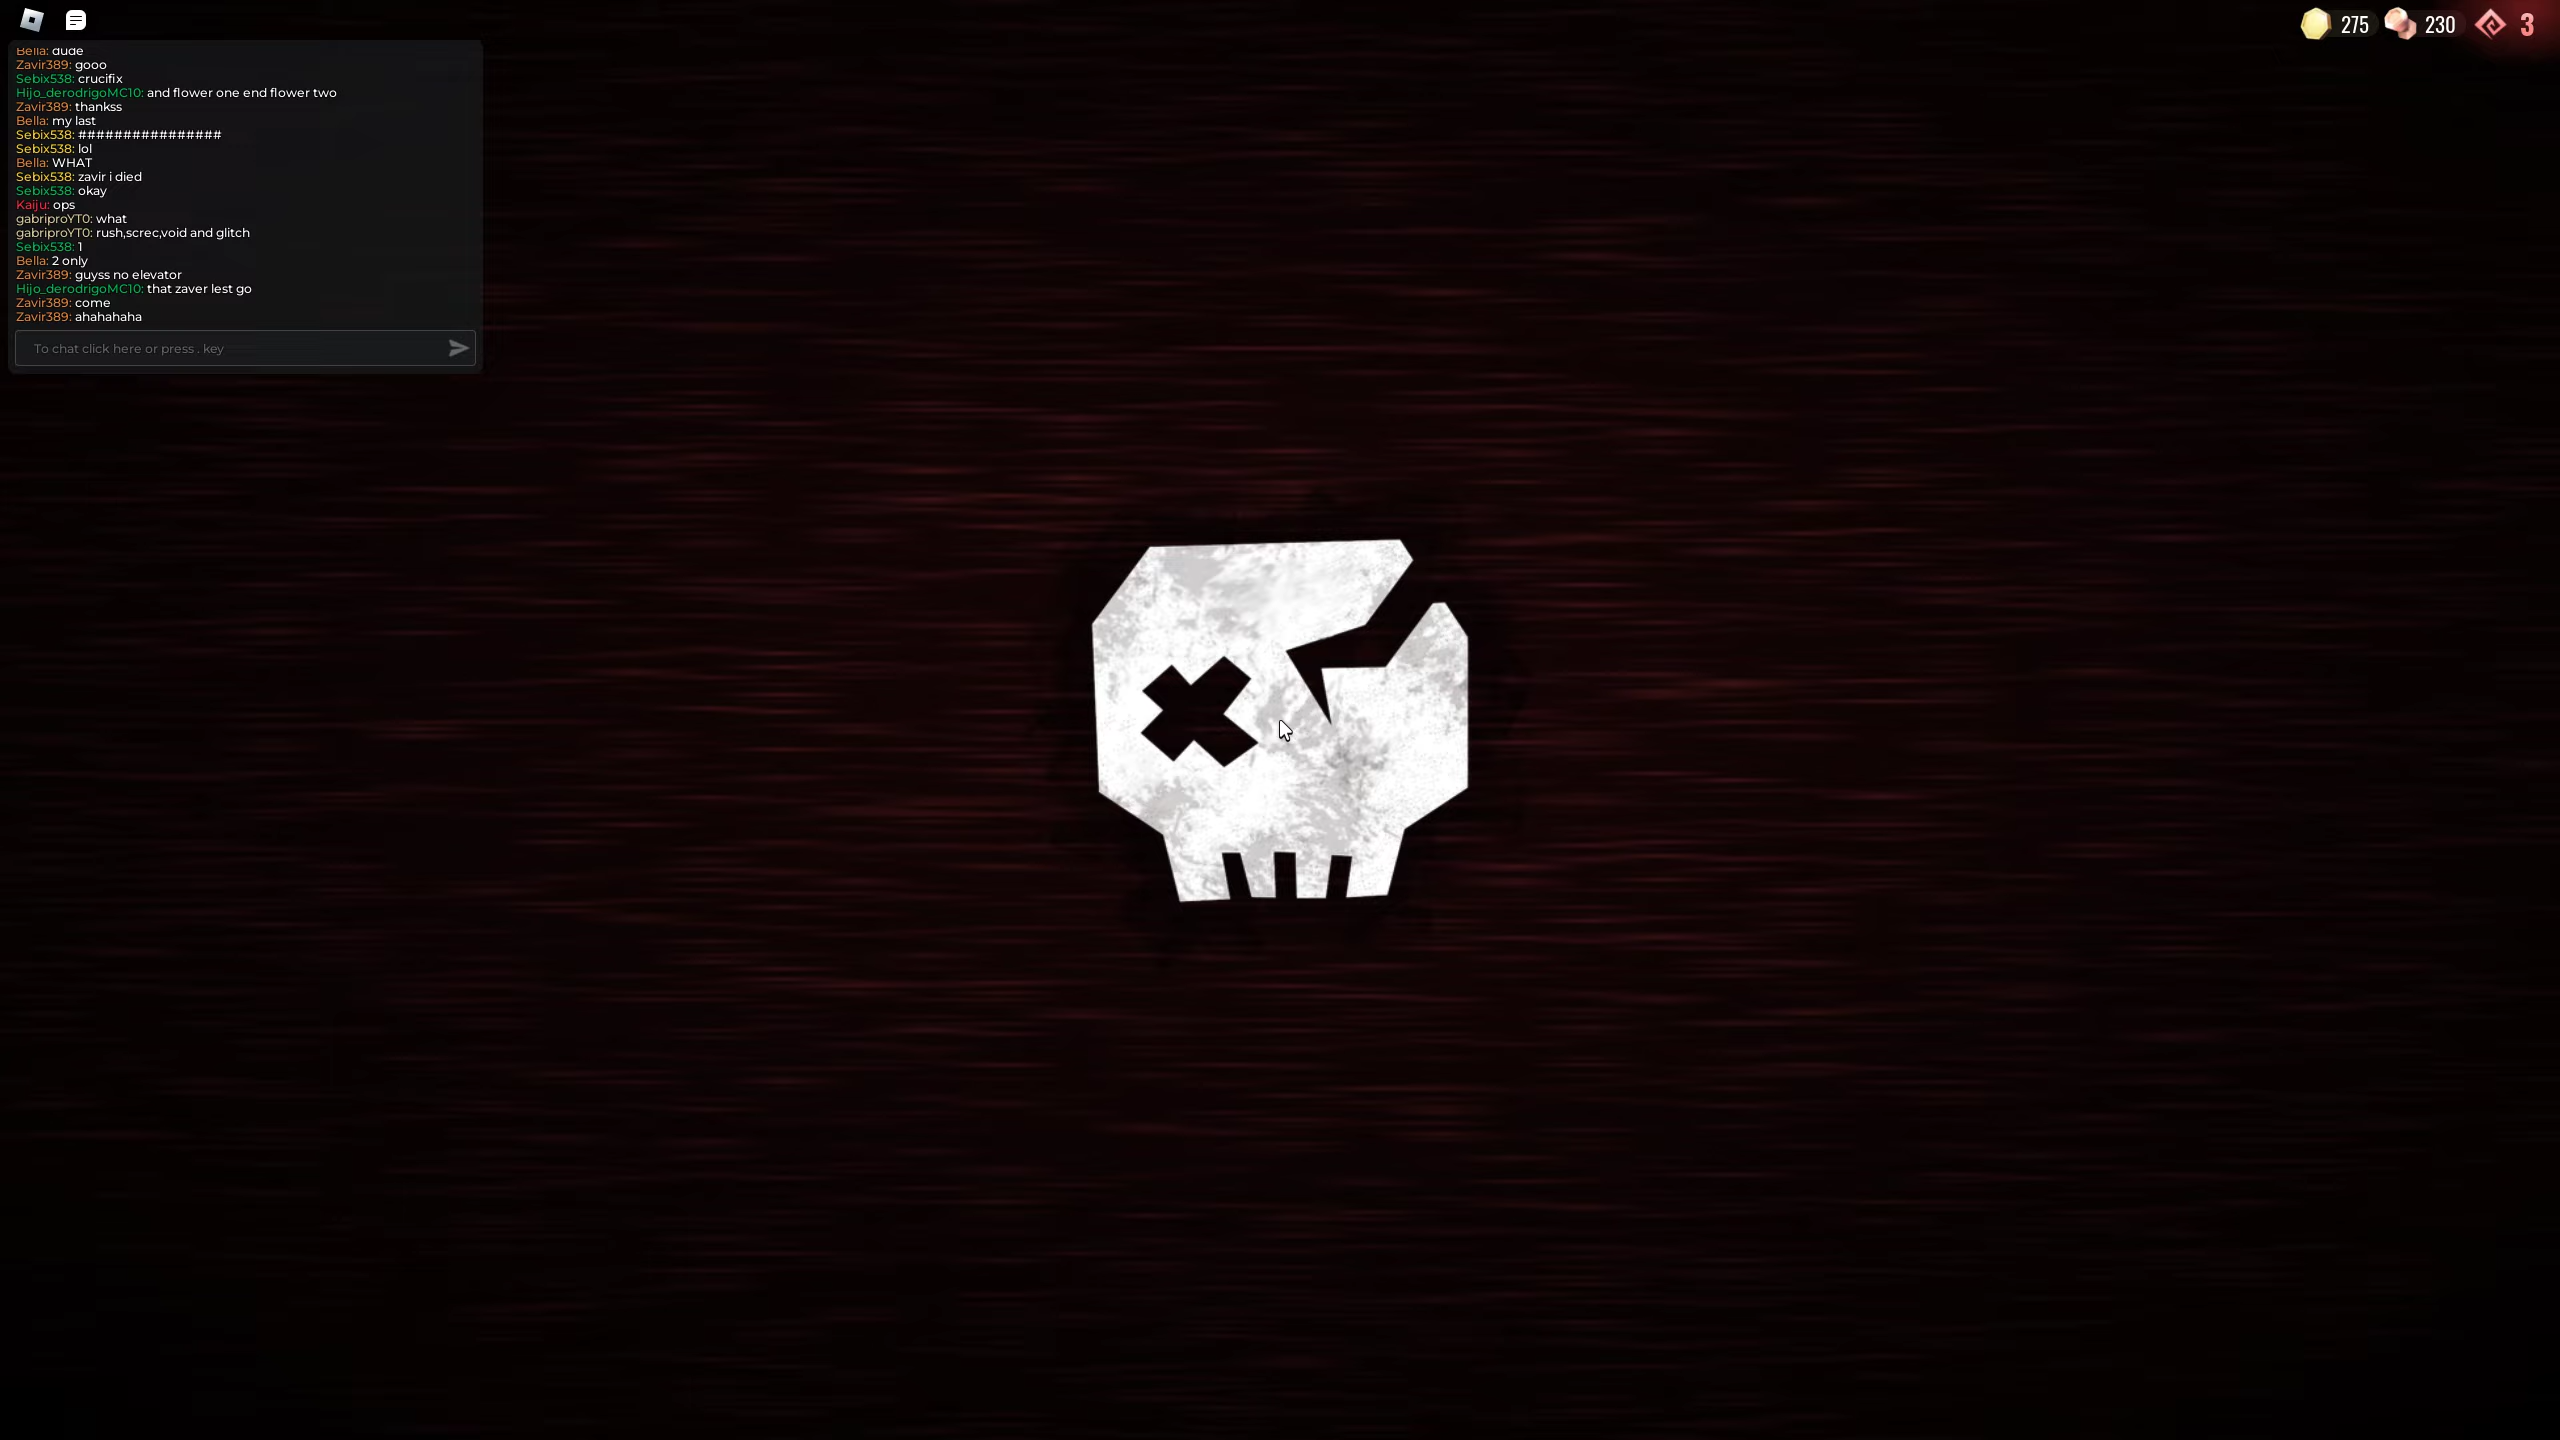 275 230 3
Bella: dude
Zavir389: gooo
Sebix538: crucifix
Hijo_derodrigoMC10: and flower one end flower two
Zavir389: thankss
Bella: my last
Sebix538: ################
Sebix538: lol
Bella: WHAT
Sebix538: zavir i died
Sebix538: okay
Kaiju: ops
gabriproYT0: what
gabriproYT0: rush,screc,void and glitch
Sebix538: 1
Bella: 2 only
Zavir389: guyss no elevator
Hijo_derodrigoMC10: that zaver lest go
Zavir389: come
Zavir389: ahahahaha
To chat click here or press . key